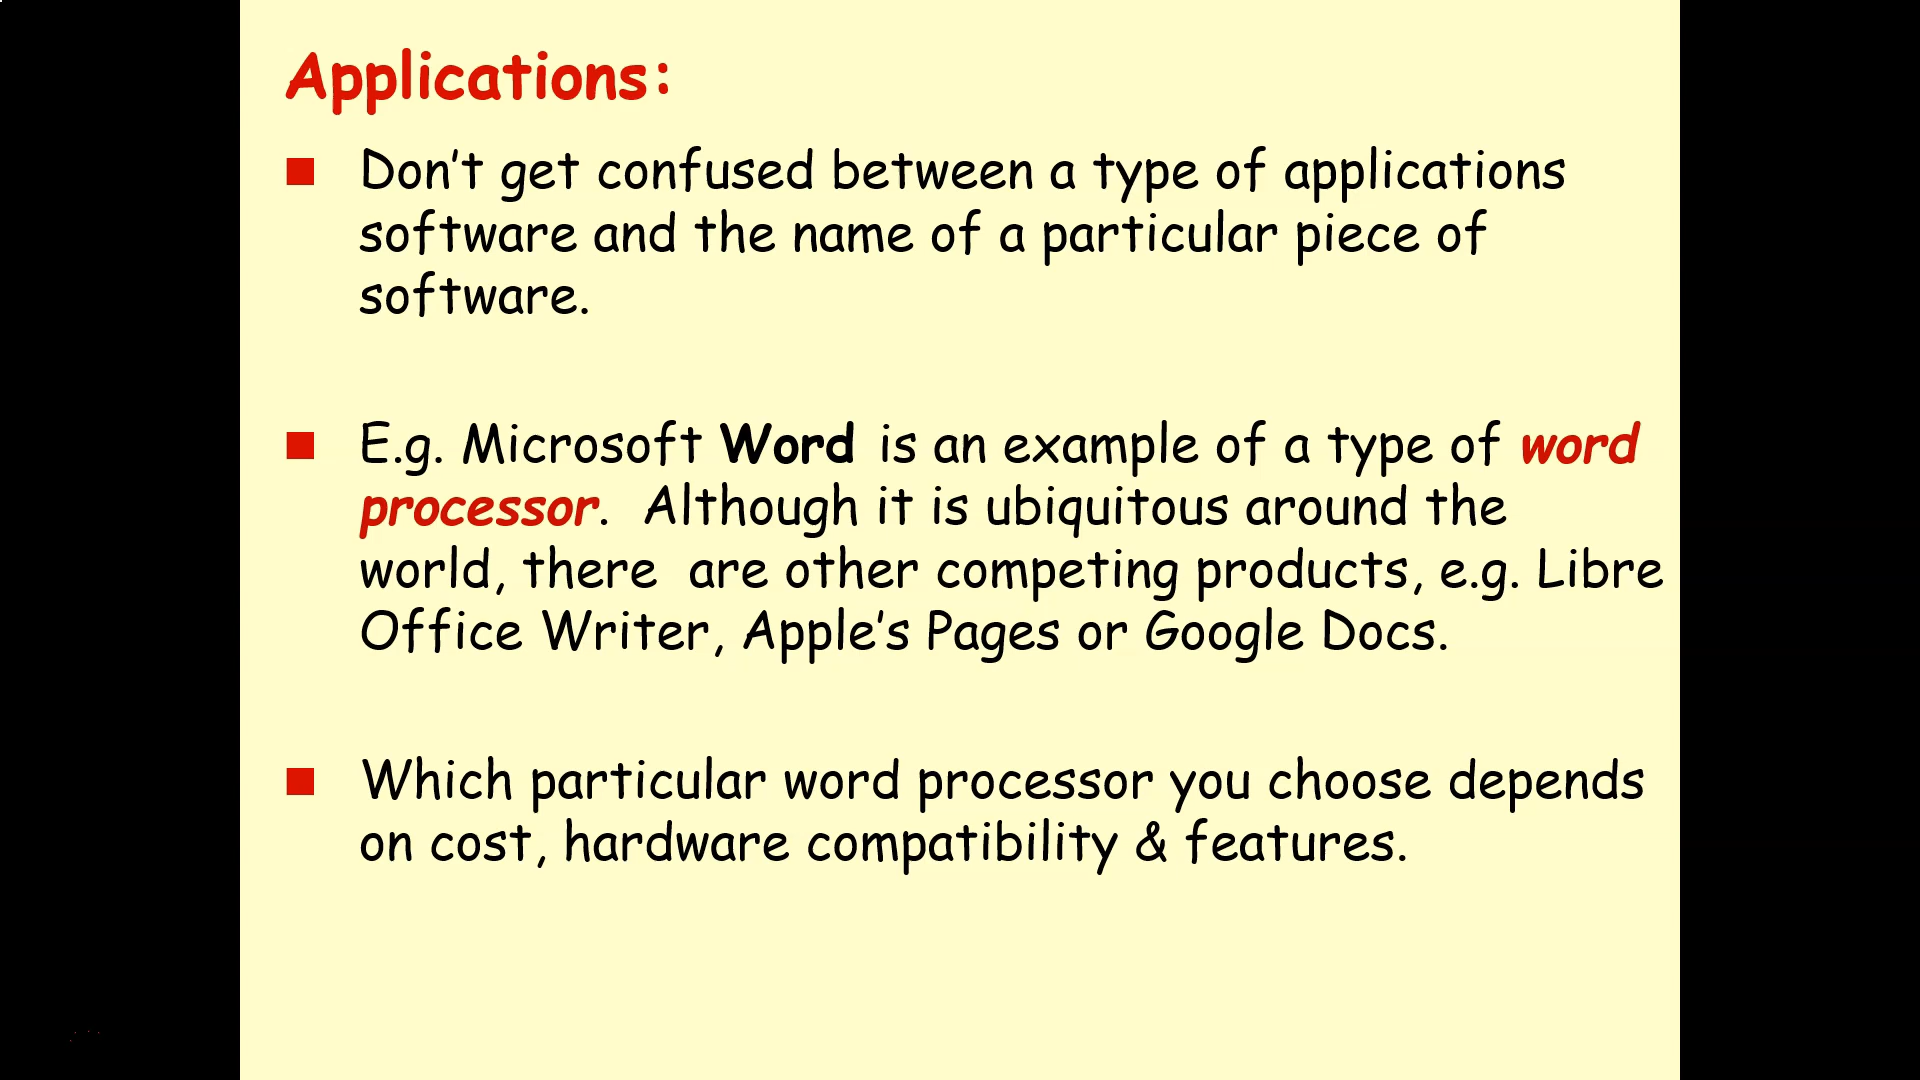 Applications:
Don't get confused between a type of applications
software and the name of a particular piece of
software.
E.g. Microsoft Word is an example of a type of word
processor.  Although it is ubiquitous around the
world, there  are other competing products, e.g. Libre
Office Writer, Apple's Pages or Google Docs.
Which particular word processor you choose depends
on cost, hardware compatibility & features.